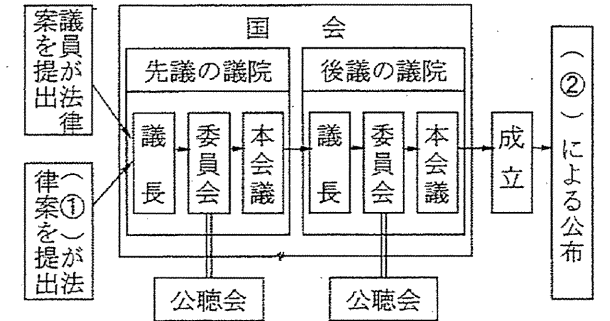 国会
議員が法律
案を提出
(①)が法
律案を提出
先議の議院
議長
委員会
本会議
公聴会
後議の議院
議長
委員会
本会議
公聴会
成立
(②)による公布